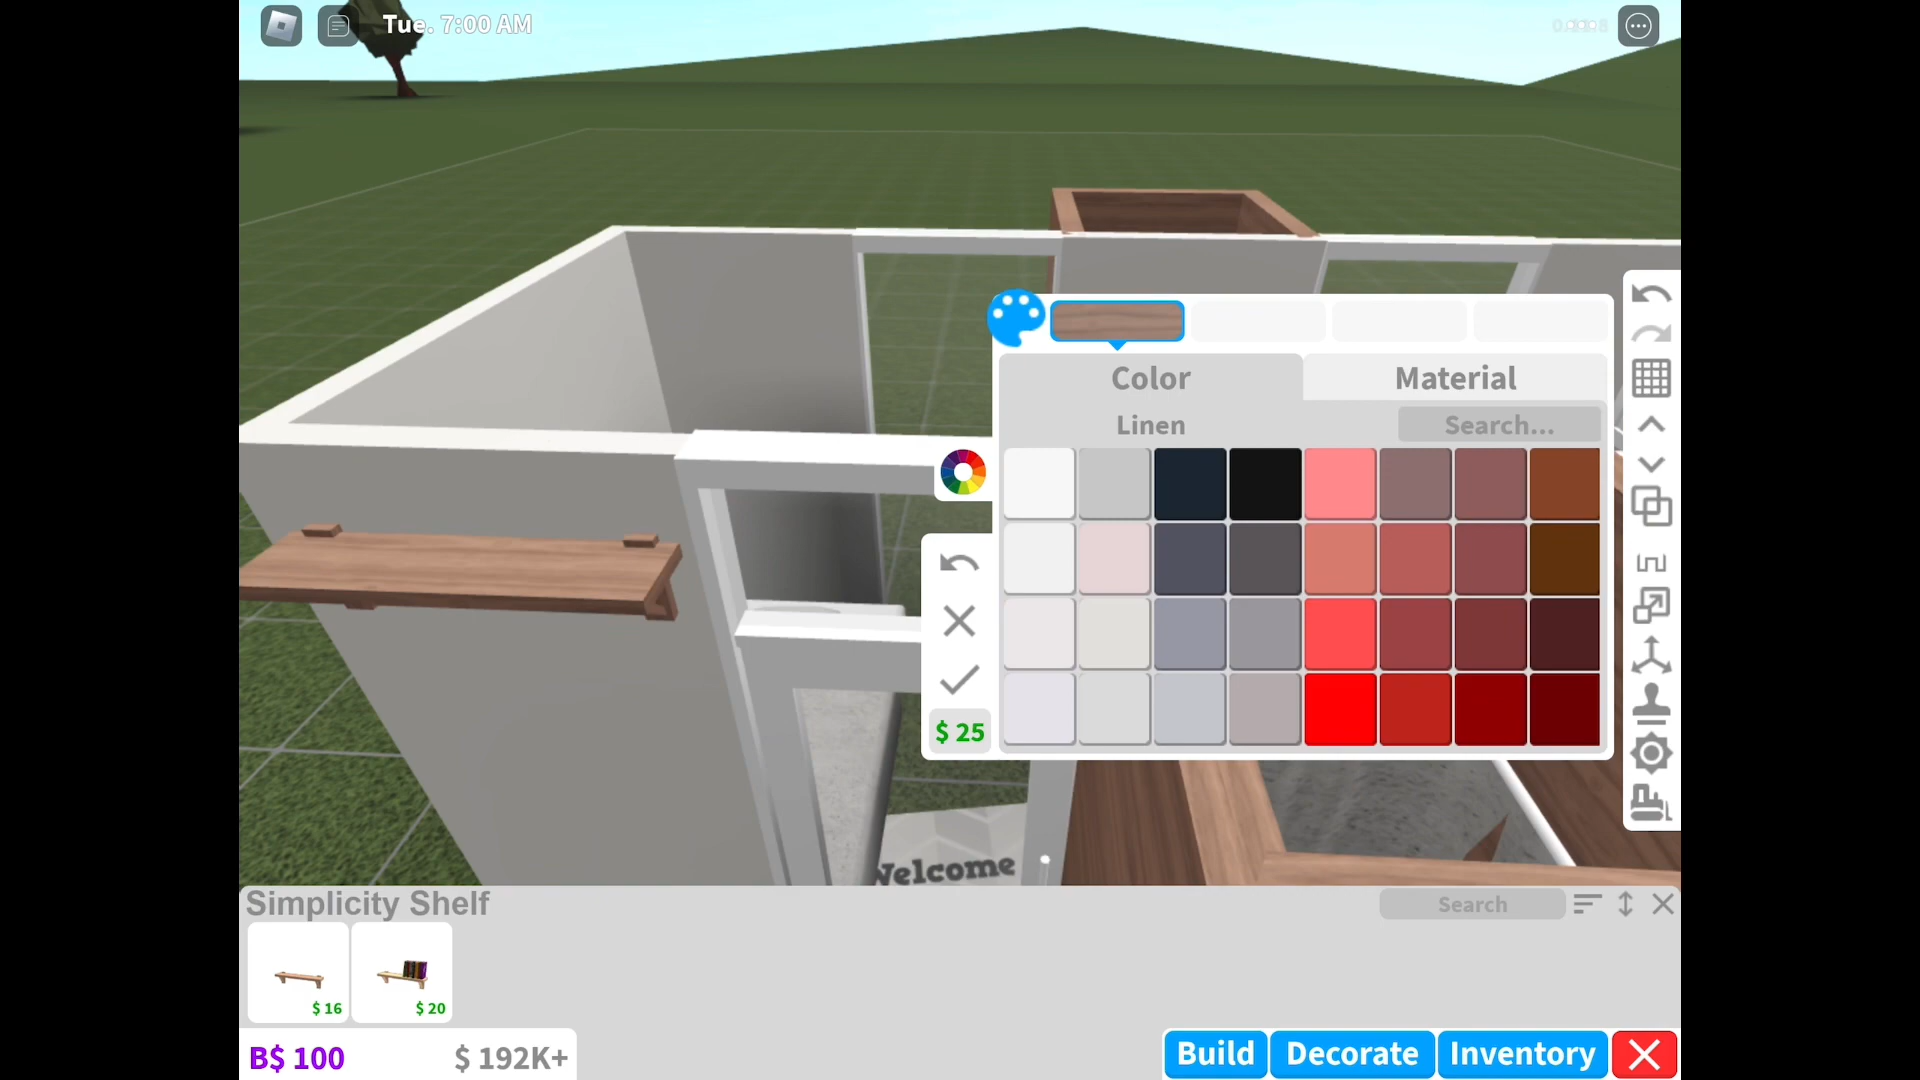 Tue. 7:00 AM
Color
Material
Linen
Search...
$ 25
Welcome
Simplicity Shelf
Search
$ 16
$ 20
B$ 100
$ 192K+
Build
Decorate
Inventory